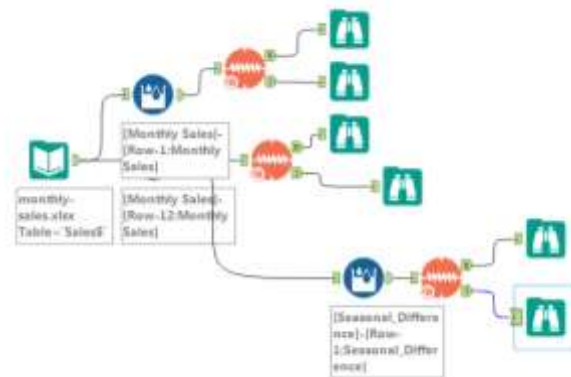 [Monthly Sales]-
[Row-1:Monthly
Sales]
monthly-
sales.xlsx
Table=`Sales$`
[Monthly Sales]-
[Row-12:Monthly
Sales]
[Seasonal_Differe
nce]-[Row-
1:Seasonal_Differ
ence]